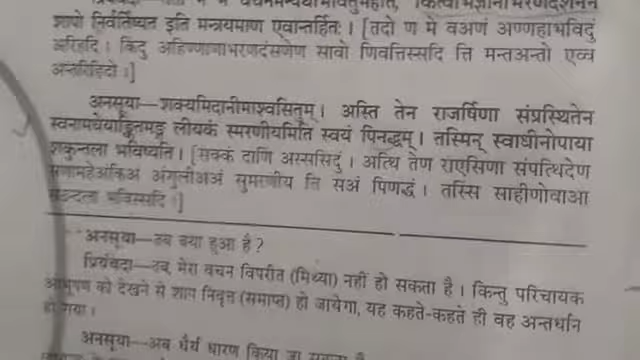 शापो निवर्तिष्यत इति मन्त्रयमाण एवान्तर्हितः । [तदो ण मे वअणं अण्णहाभविदुं
अरिहदि । किंदु अहिण्णाणाभरणदंसणेण सावो णिवत्तिस्सदि त्ति मन्तअन्तो एव्व
अन्तरिहिदो ।]
अनसूया—शक्यमिदानीमाश्वसितुम् । अस्ति तेन राजर्षिणा संप्रस्थितेन
स्वनामधेयाङ्कितमङ्गुलीयकं स्मरणीयमिति स्वयं पिनद्धम् । तस्मिन् स्वाधीनोपाया
शकुन्तला भविष्यति । [सक्कं दाणि अस्ससिदुं । अत्थि तेण राएसिणा संपत्थिदेण
सणामहेअंकिअं अंगुलीअअं सुमरणीय त्ति सअं पिणद्धं । तस्सिं साहीणोवाआ
भविस्सदि ।]
अनसूया—तब क्या हुआ है ?
प्रियंवदा— मेरा वचन विपरीत (मिथ्या) नहीं हो सकता है । किन्तु परिचायक
आभूषण को देखने से शाप निवृत्त (समाप्त) हो जायेगा, यह कहते-कहते ही वह अन्तर्धान
हो गया ।
अनसूया—अब धैर्य धारण किया जा सकता है